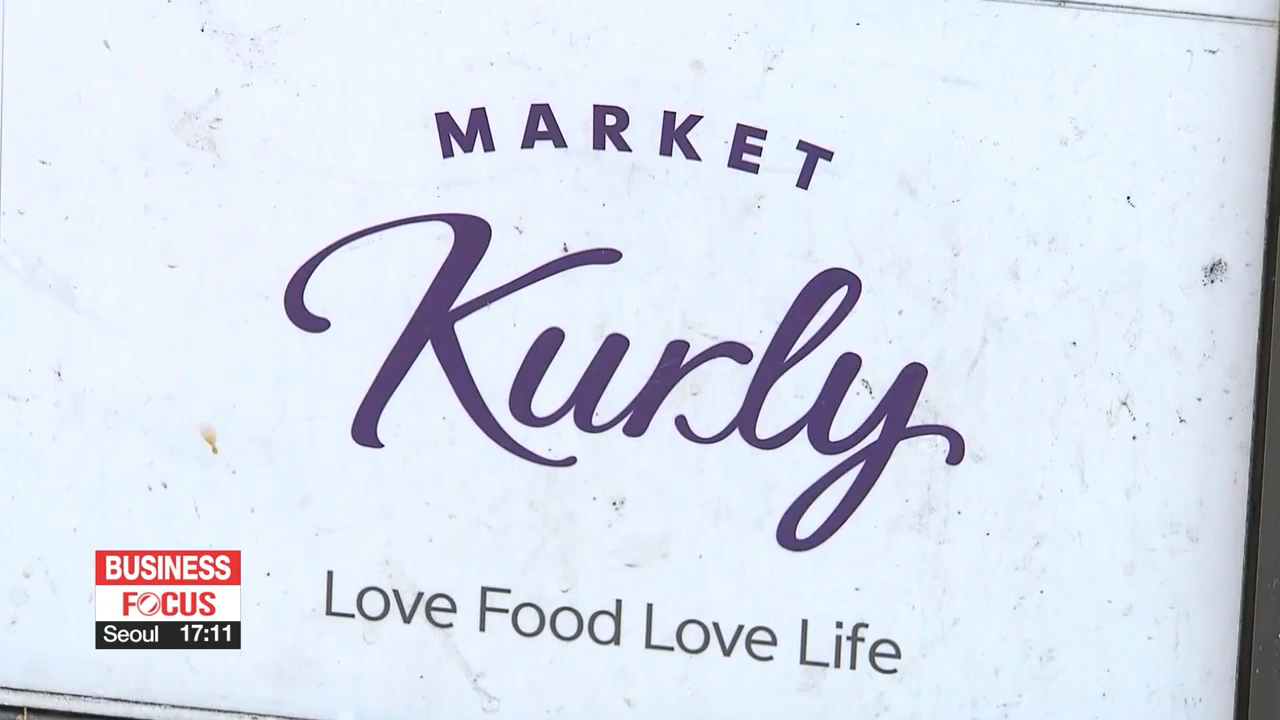 MARKET
Kurly
Love Food Love Life
BUSINESS
FOCUS
Seoul 17:11